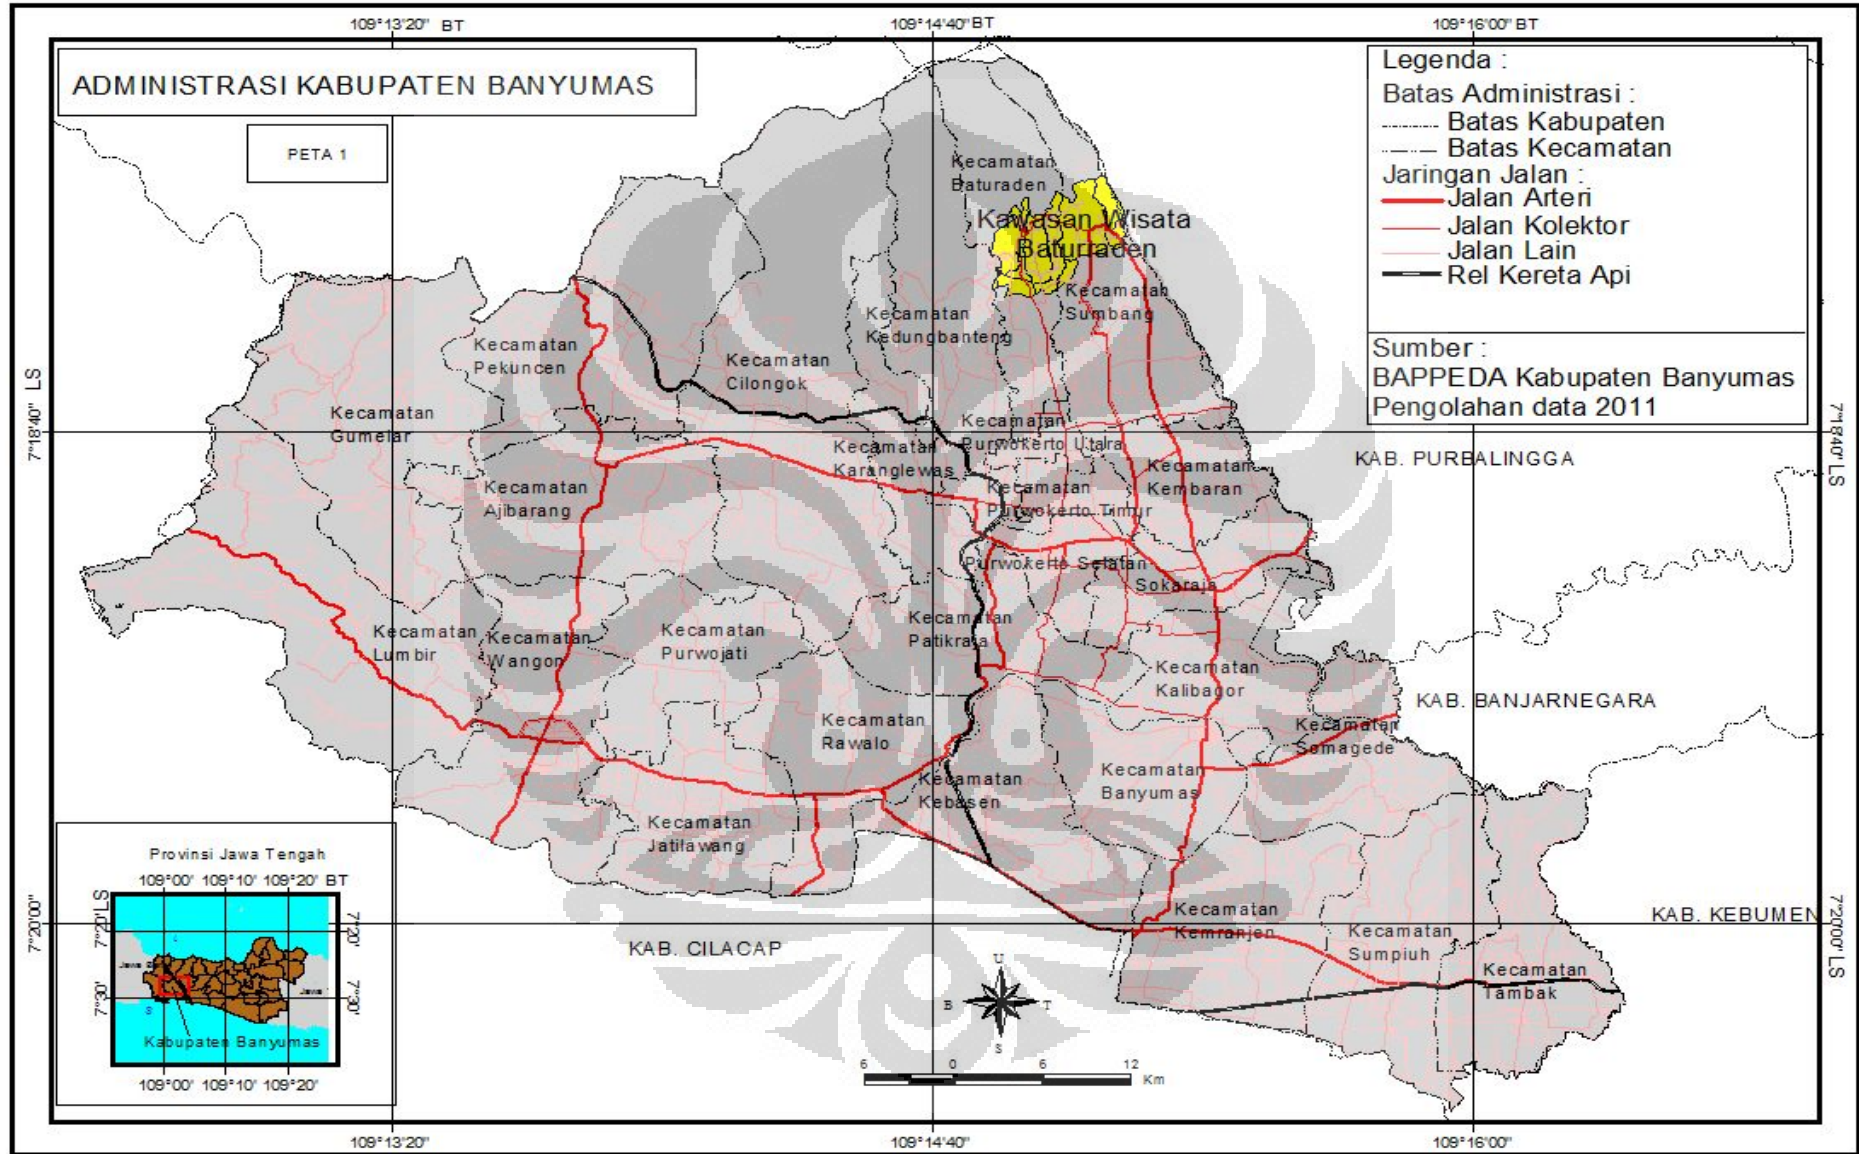 109°13'20" BT
109°14'40" BT
109°16'00" BT
ADMINISTRASI KABUPATEN BANYUMAS
PETA 1
Legenda :
Batas Administrasi :
Batas Kabupaten
Batas Kecamatan
Jaringan Jalan :
Jalan Arteri
Jalan Kolektor
Jalan Lain
Rel Kereta Api
Sumber :
BAPPEDA Kabupaten Banyumas
Pengolahan data 2011
Kecamatan
Baturaden
Kawasan Wisata
Baturraden
Kecamatan
Sumbang
Kecamatan
Kedungbanteng
Kecamatan
Pekuncen
Kecamatan
Cilongok
Kecamatan
Gumelar
7°18'40" LS
7°18'40" LS
Kecamatan
Purwokerto Utara
Kecamatan
Karanglewas
Kecamatan
Kembaran
KAB. PURBALINGGA
Kecamatan
Ajibarang
Kecamatan
Purwokerto Timur
Purwokerto Selatan
Sokaraja
Kecamatan
Lumbir
Kecamatan
Wangon
Kecamatan
Purwojati
Kecamatan
Patikraja
Kecamatan
Kalibagor
KAB. BANJARNEGARA
Kecamatan
Rawalo
Kecamatan
Somagede
Kecamatan
Kebasen
Kecamatan
Banyumas
Kecamatan
Jatilawang
7°20'00" LS
Kecamatan
Kemranjen
Kecamatan
Sumpiuh
Kecamatan
Tambak
KAB. KEBUMEN
7°20'00"
KAB. CILACAP
U
B
T
S
6 0 6 12
Km
Provinsi Jawa Tengah
109°00' 109°10' 109°20' BT
7°20' LS
7°20'
7°30'
7°30'
Jawa
Jawa
Kabupaten Banyumas
109°00' 109°10' 109°20'
109°13'20"
109°14'40"
109°16'00"